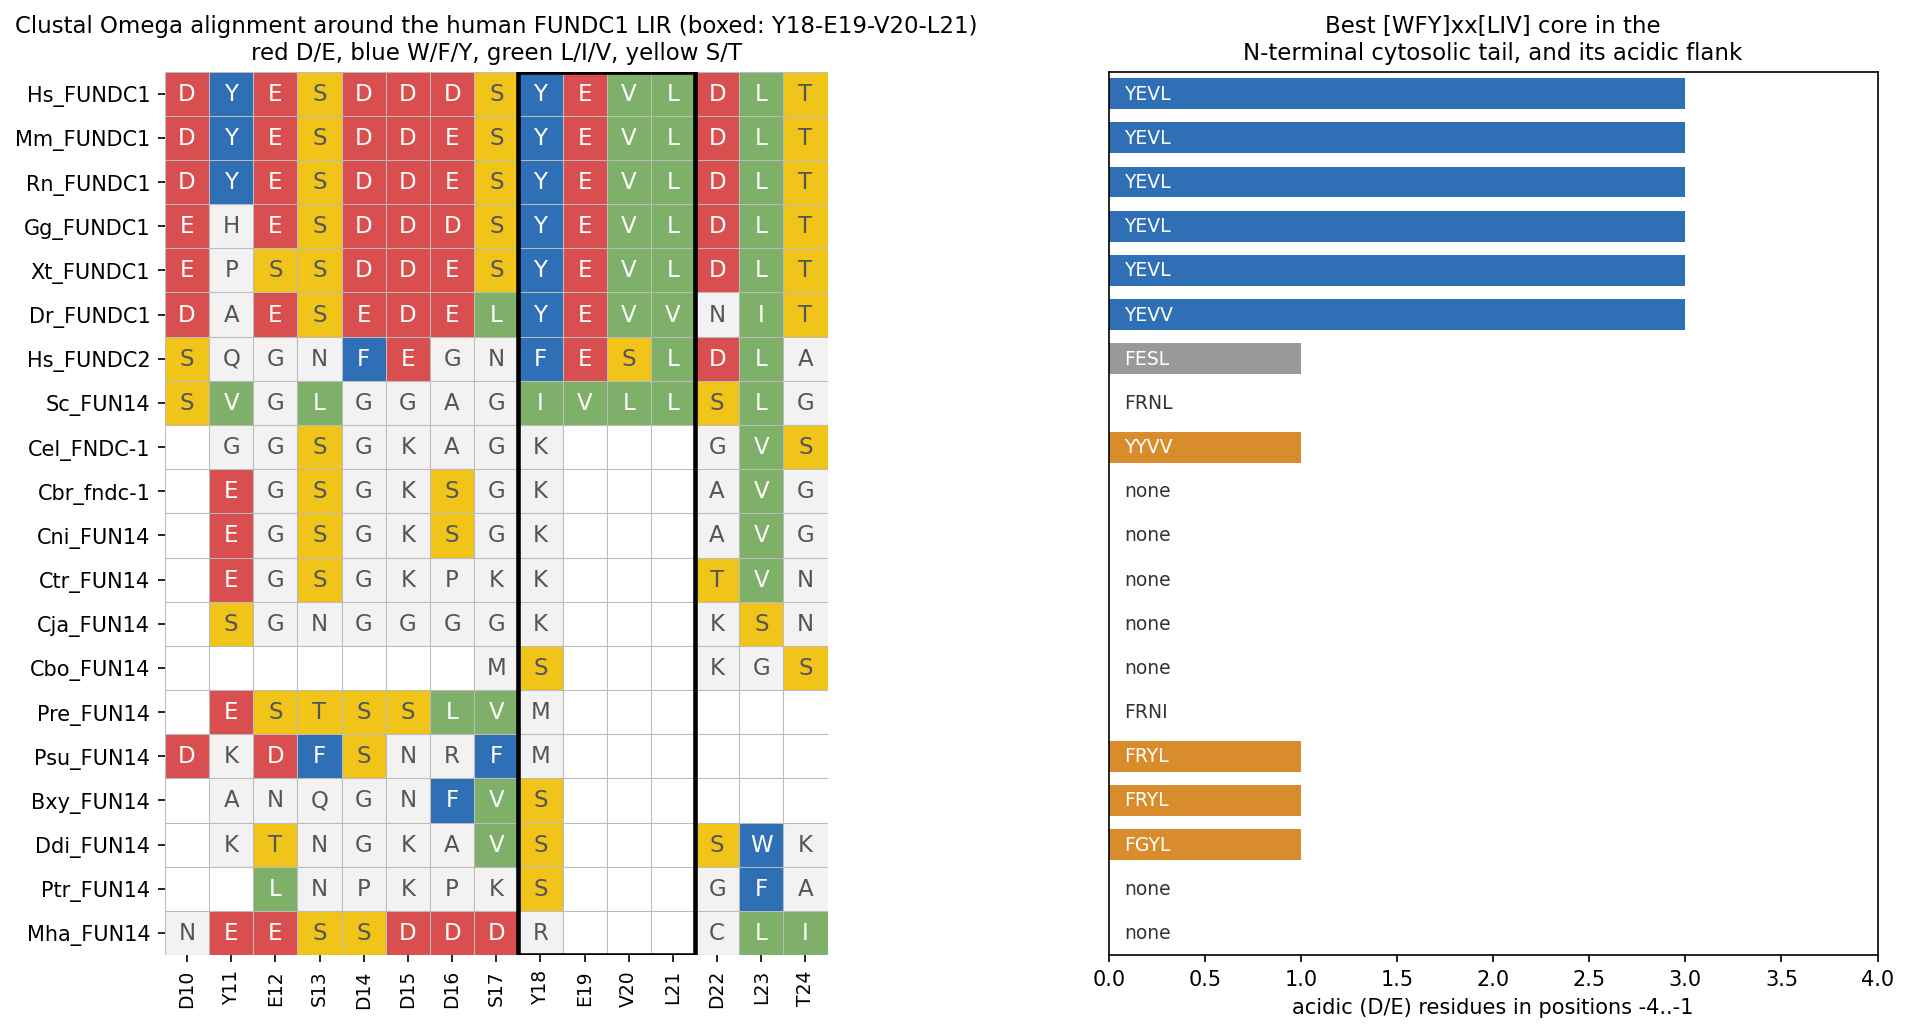 Clustal Omega alignment around the human FUNDC1 LIR (boxed: Y18-E19-V20-L21)
red D/E, blue W/F/Y, green L/I/V, yellow S/T
Hs_FUNDC1 D Y E S D D D S Y E V L D L T
Mm_FUNDC1 D Y E S D D E S Y E V L D L T
Rn_FUNDC1 D Y E S D D E S Y E V L D L T
Gg_FUNDC1 E H E S D D D S Y E V L D L T
Xt_FUNDC1 E P S S D D E S Y E V L D L T
Dr_FUNDC1 D A E S E D E L Y E V V N I T
Hs_FUNDC2 S Q G N F E G N F E S L D L A
Sc_FUN14 S V G L G G A G I V L L S L G
Cel_FNDC-1 G G S G K A G K G V S
Cbr_fndc-1 E G S G K S G K A V G
Cni_FUN14 E G S G K S G K A V G
Ctr_FUN14 E G S G K P K K T V N
Cja_FUN14 S G N G G G G K K S N
Cbo_FUN14 M S K G S
Pre_FUN14 E S T S S L V M
Psu_FUN14 D K D F S N R F M
Bxy_FUN14 A N Q G N F V S
Ddi_FUN14 K T N G K A V S S W K
Ptr_FUN14 L N P K P K S G F A
Mha_FUN14 N E E S S D D D R C L I
D10 Y11 E12 S13 D14 D15 D16 S17 Y18 E19 V20 L21 D22 L23 T24
Best [WFY]xx[LIV] core in the
N-terminal cytosolic tail, and its acidic flank
YEVL
YEVL
YEVL
YEVL
YEVL
YEVV
FESL
FRNL
YYVV
none
none
none
none
none
FRNI
FRYL
FRYL
FGYL
none
none
0.0 0.5 1.0 1.5 2.0 2.5 3.0 3.5 4.0
acidic (D/E) residues in positions -4..-1